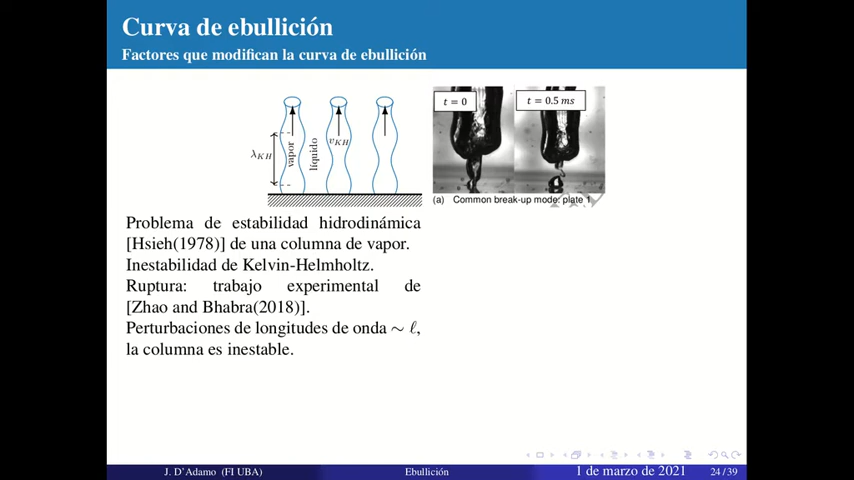 Curva de ebullición
Factores que modifican la curva de ebullición
λKH
vapor
líquido
vKH
t = 0
t = 0.5 ms
(a) Common break-up mode: plate 1
Problema de estabilidad hidrodinámica
[Hsieh(1978)] de una columna de vapor.
Inestabilidad de Kelvin-Helmholtz.
Ruptura: trabajo experimental de
[Zhao and Bhabra(2018)].
Perturbaciones de longitudes de onda ∼ ℓ,
la columna es inestable.
J. D'Adamo (FI UBA)
Ebullición
1 de marzo de 2021
24 / 39